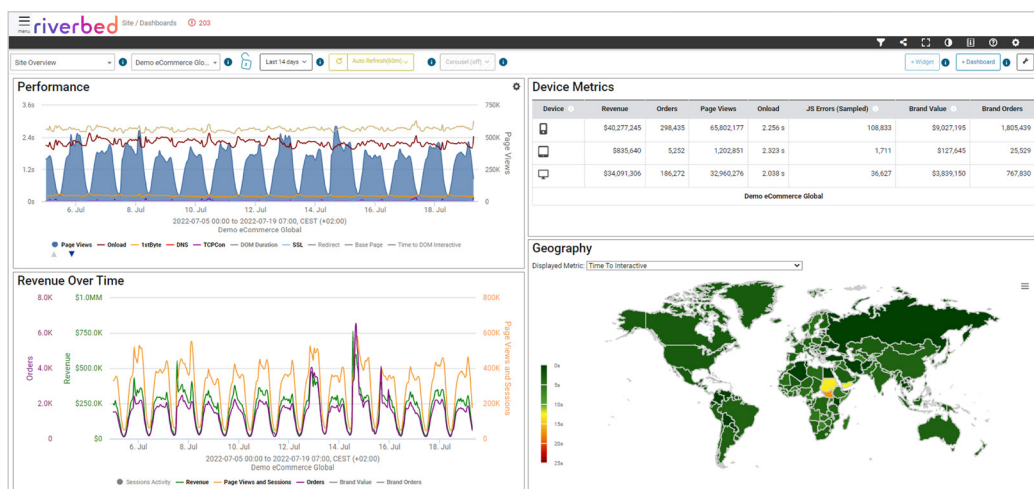 menu
riverbed
Site / Dashboards
203
Site Overview
Demo eCommerce Glo...
Last 14 days
Auto Refresh(60m)
Carousel (off)
+ Widget
+ Dashboard
Performance
3.6s
2.4s
1.2s
0s
750K
500K
250K
0
Page Views
6. Jul
8. Jul
10. Jul
12. Jul
14. Jul
16. Jul
18. Jul
2022-07-05 00:00 to 2022-07-19 07:00, CEST (+02:00)
Demo eCommerce Global
Page Views Onload 1stByte DNS TCPCon DOM Duration SSL Redirect Base Page Time to DOM Interactive
Device Metrics
Device Revenue Orders Page Views Onload JS Errors (Sampled) Brand Value Brand Orders
$40,277,245 298,435 65,802,177 2.256 s 108,833 $9,027,195 1,805,439
$835,640 5,252 1,202,851 2.323 s 1,711 $127,645 25,529
$34,091,306 186,272 32,960,276 2.038 s 36,627 $3,839,150 767,830
Demo eCommerce Global
Revenue Over Time
8.0K
6.0K
4.0K
2.0K
0
Orders
$1.0MM
$750.0K
$500.0K
$250.0K
$0
Revenue
800K
600K
400K
200K
0
Page Views and Sessions
6. Jul
8. Jul
10. Jul
12. Jul
14. Jul
16. Jul
18. Jul
2022-07-05 00:00 to 2022-07-19 07:00, CEST (+02:00)
Demo eCommerce Global
Sessions Activity Revenue Page Views and Sessions Orders Brand Value Brand Orders
Geography
Displayed Metric: Time To Interactive
0s
5s
10s
15s
20s
25s